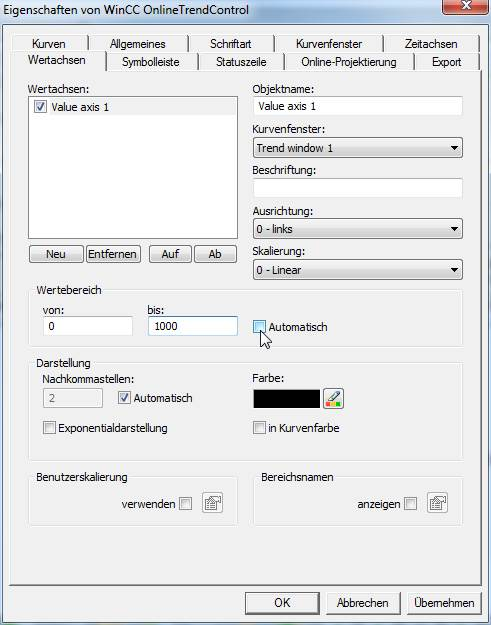 Eigenschaften von WinCC OnlineTrendControl
Kurven Allgemeines Schriftart Kurvenfenster Zeitachsen
Wertachsen Symbolleiste Statuszeile Online-Projektierung Export
Wertachsen:
Value axis 1
Neu Entfernen Auf Ab
Objektname:
Value axis 1
Kurvenfenster:
Trend window 1
Beschriftung:
Ausrichtung:
0 - links
Skalierung:
0 - Linear
Wertebereich
von: bis:
0 1000 Automatisch
Darstellung
Nachkommastellen: Farbe:
2 Automatisch
Exponentialdarstellung in Kurvenfarbe
Benutzerskalierung Bereichsnamen
verwenden anzeigen
OK Abbrechen Übernehmen